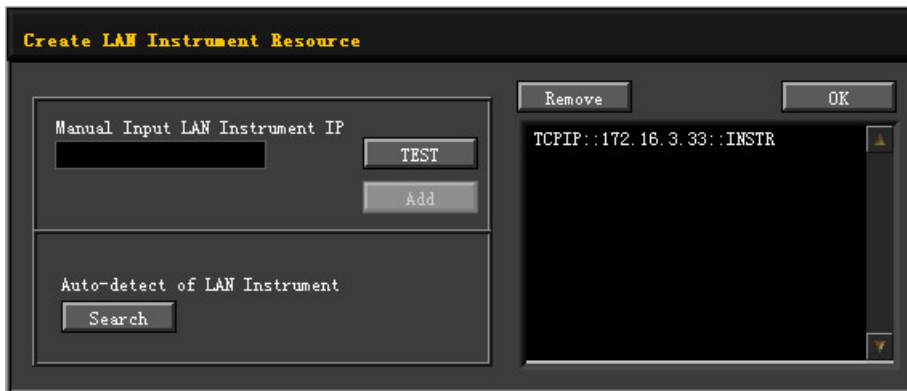 Create LAN Instrument Resource
Manual Input LAN Instrument IP
TEST
Add
Auto-detect of LAN Instrument
Search
Remove
OK
TCPIP::172.16.3.33::INSTR